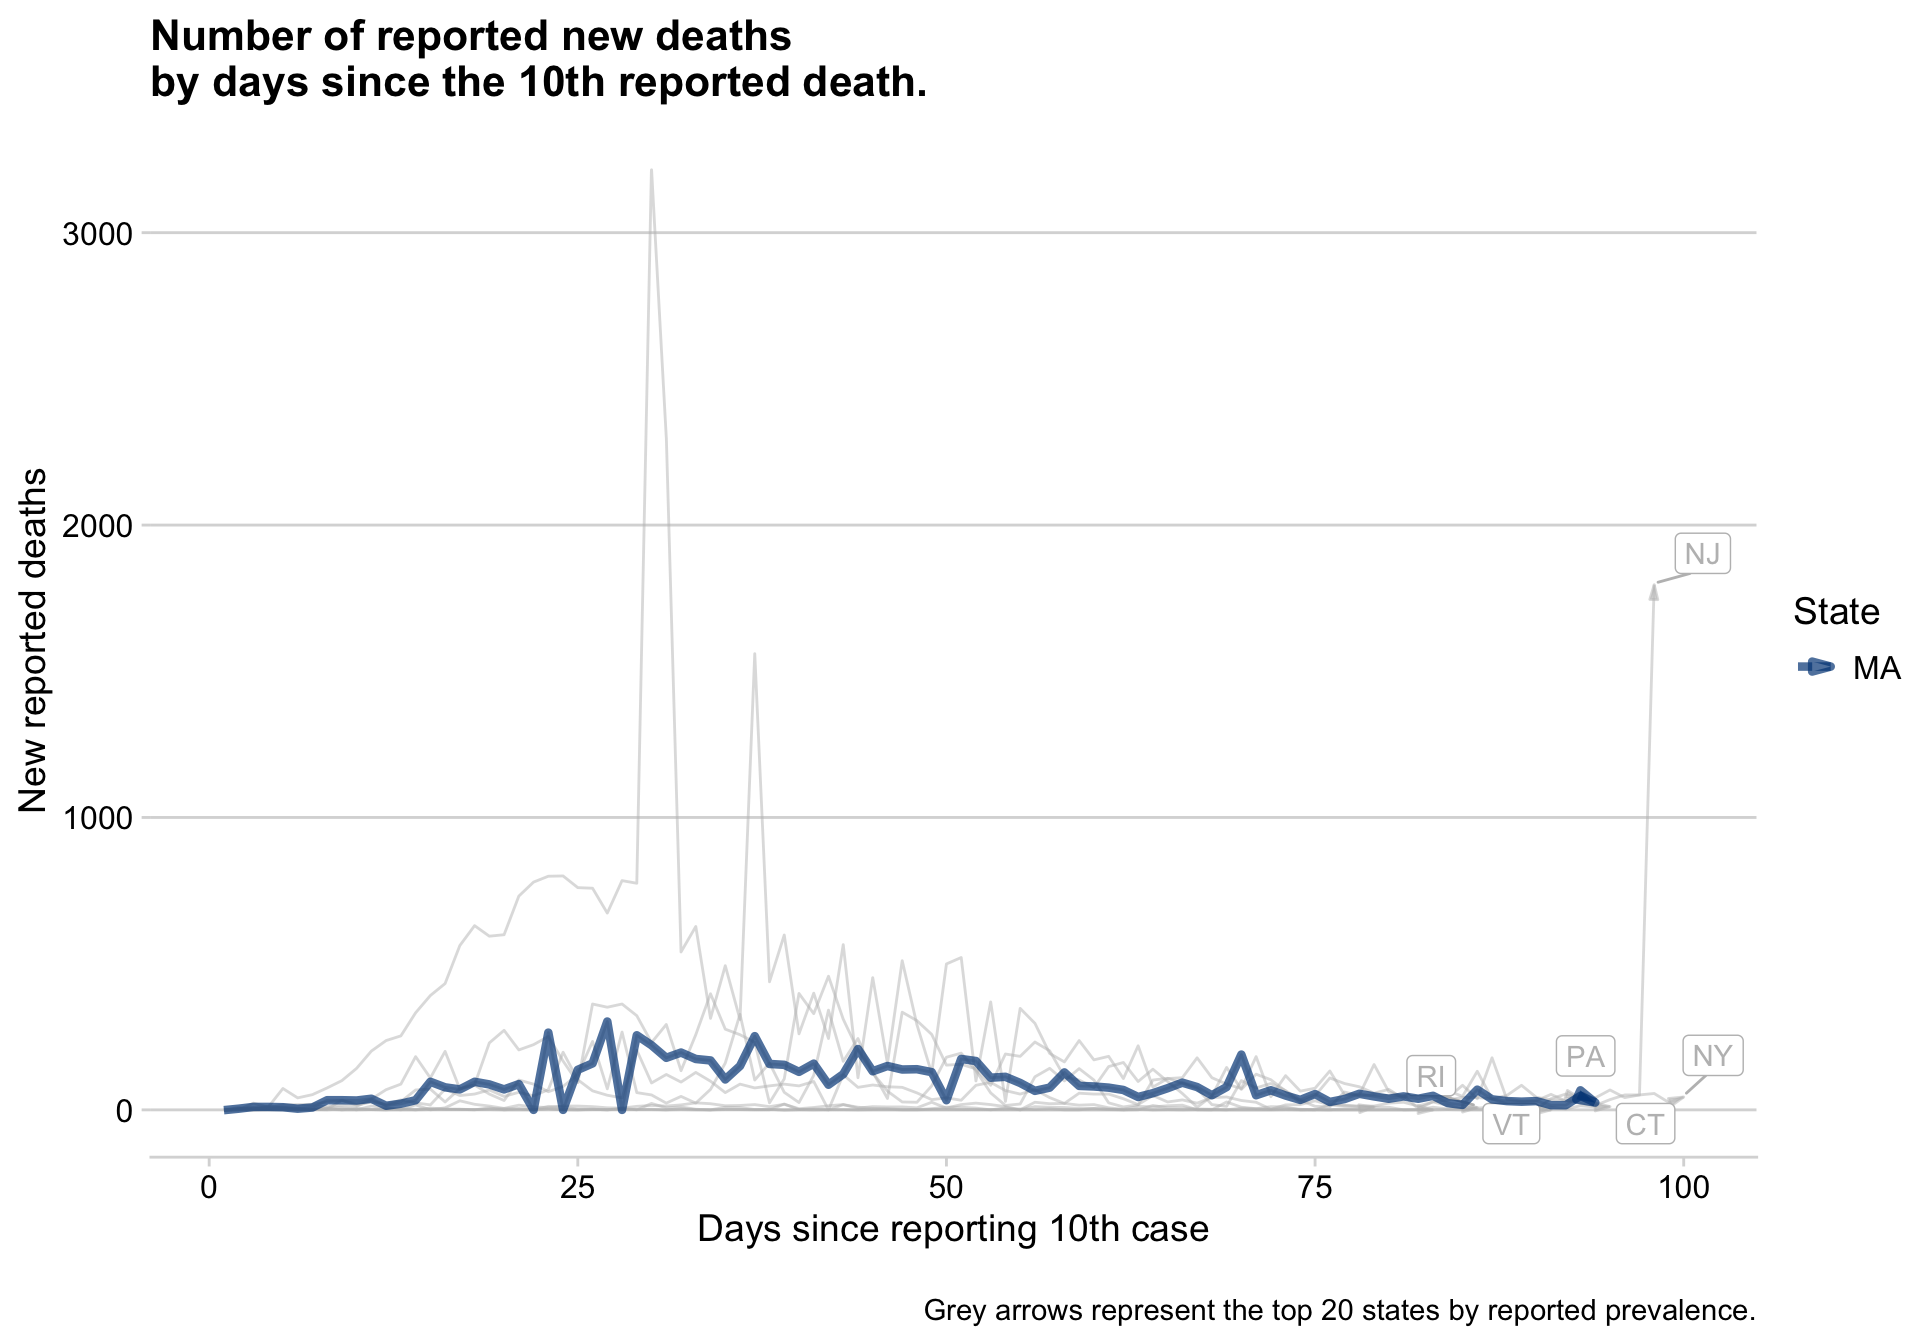 Number of reported new deaths
by days since the 10th reported death.
New reported deaths
3000
2000
1000
0
NJ
PA
NY
RI
VT
CT
State
MA
0
25
50
75
100
Days since reporting 10th case
Grey arrows represent the top 20 states by reported prevalence.